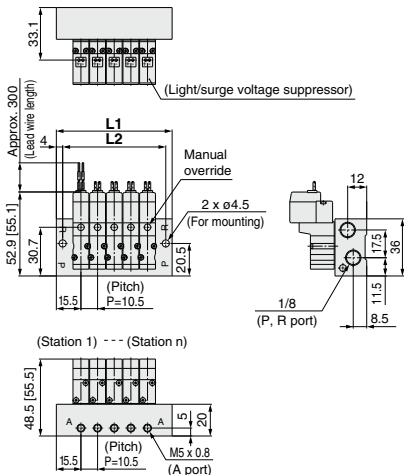 33.1
(Light/surge voltage suppressor)
Approx. 300
(Lead wire length)
L1
4
L2
Manual
override
2 x ø4.5
(For mounting)
52.9 [55.1]
30.7
R
R
P
P
20.5
(Pitch)
15.5
P=10.5
12
17.5
36
11.5
1/8
(P, R port)
8.5
(Station 1) ---- (Station n)
48.5 [55.5]
A
A
5
20
(Pitch)
15.5
P=10.5
M5 x 0.8
(A port)